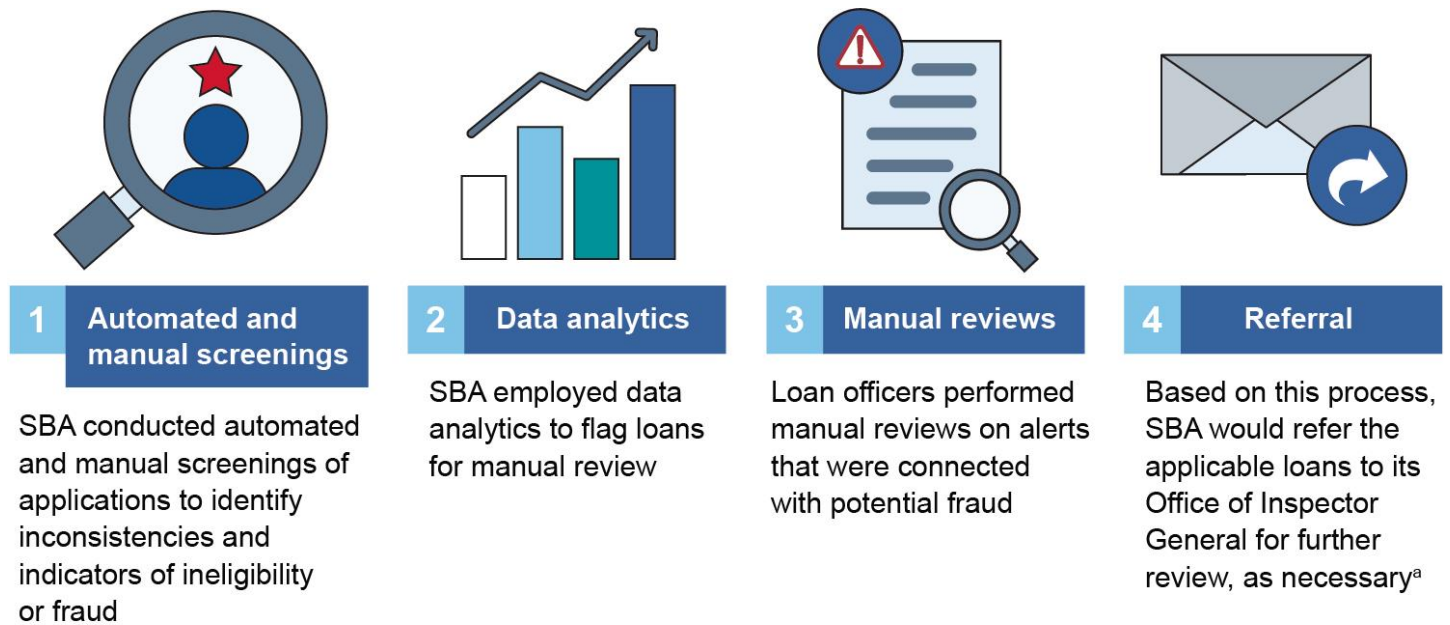 1
Automated and
manual screenings
SBA conducted automated
and manual screenings of
applications to identify
inconsistencies and
indicators of ineligibility
or fraud
2
Data analytics
SBA employed data
analytics to flag loans
for manual review
3
Manual reviews
Loan officers performed
manual reviews on alerts
that were connected
with potential fraud
4
Referral
Based on this process,
SBA would refer the
applicable loans to its
Office of Inspector
General for further
review, as necessaryᵃ